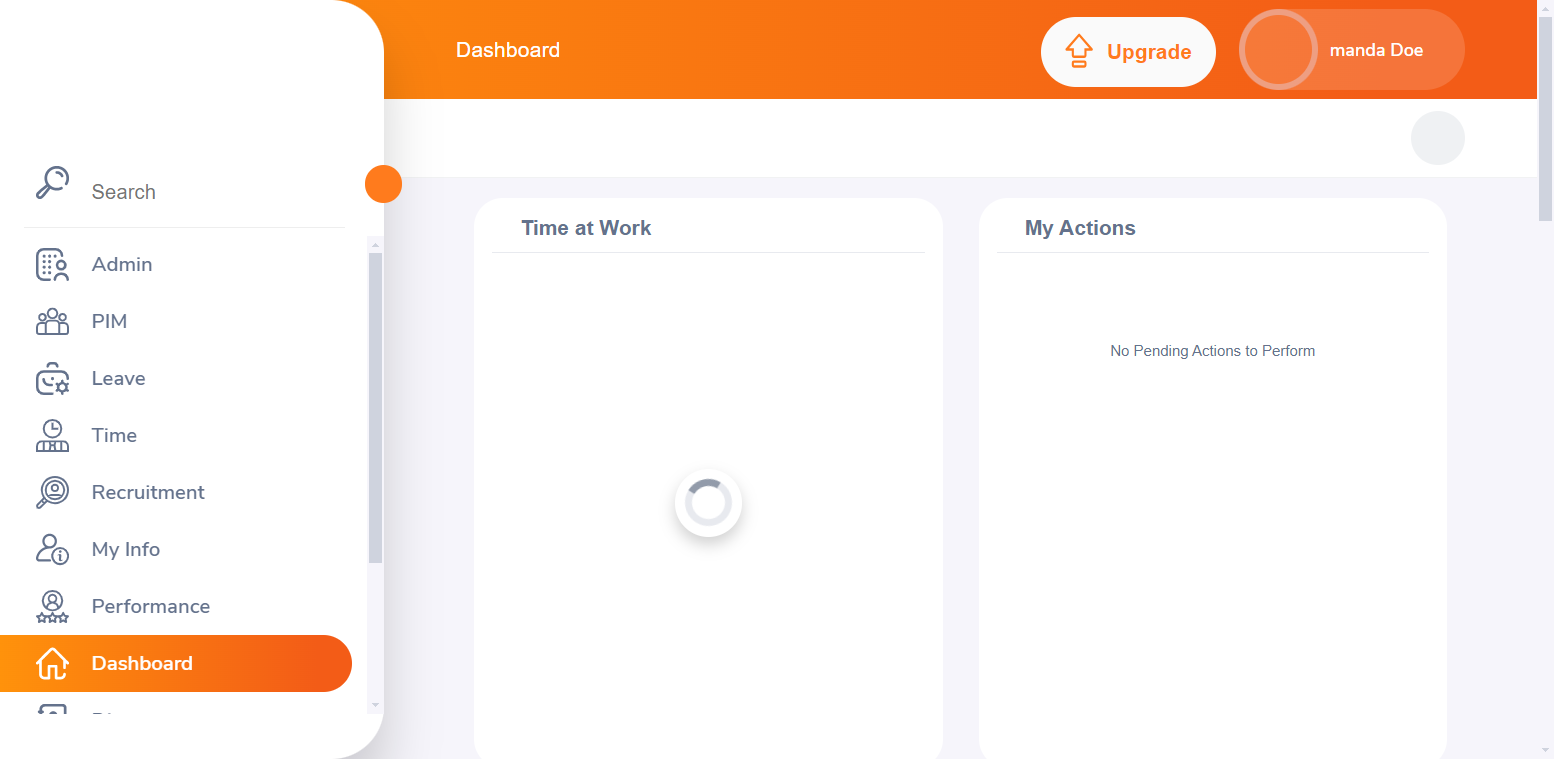 Dashboard
Upgrade
manda Doe
Search
Admin
PIM
Leave
Time
Recruitment
My Info
Performance
Dashboard
Time at Work
My Actions
No Pending Actions to Perform